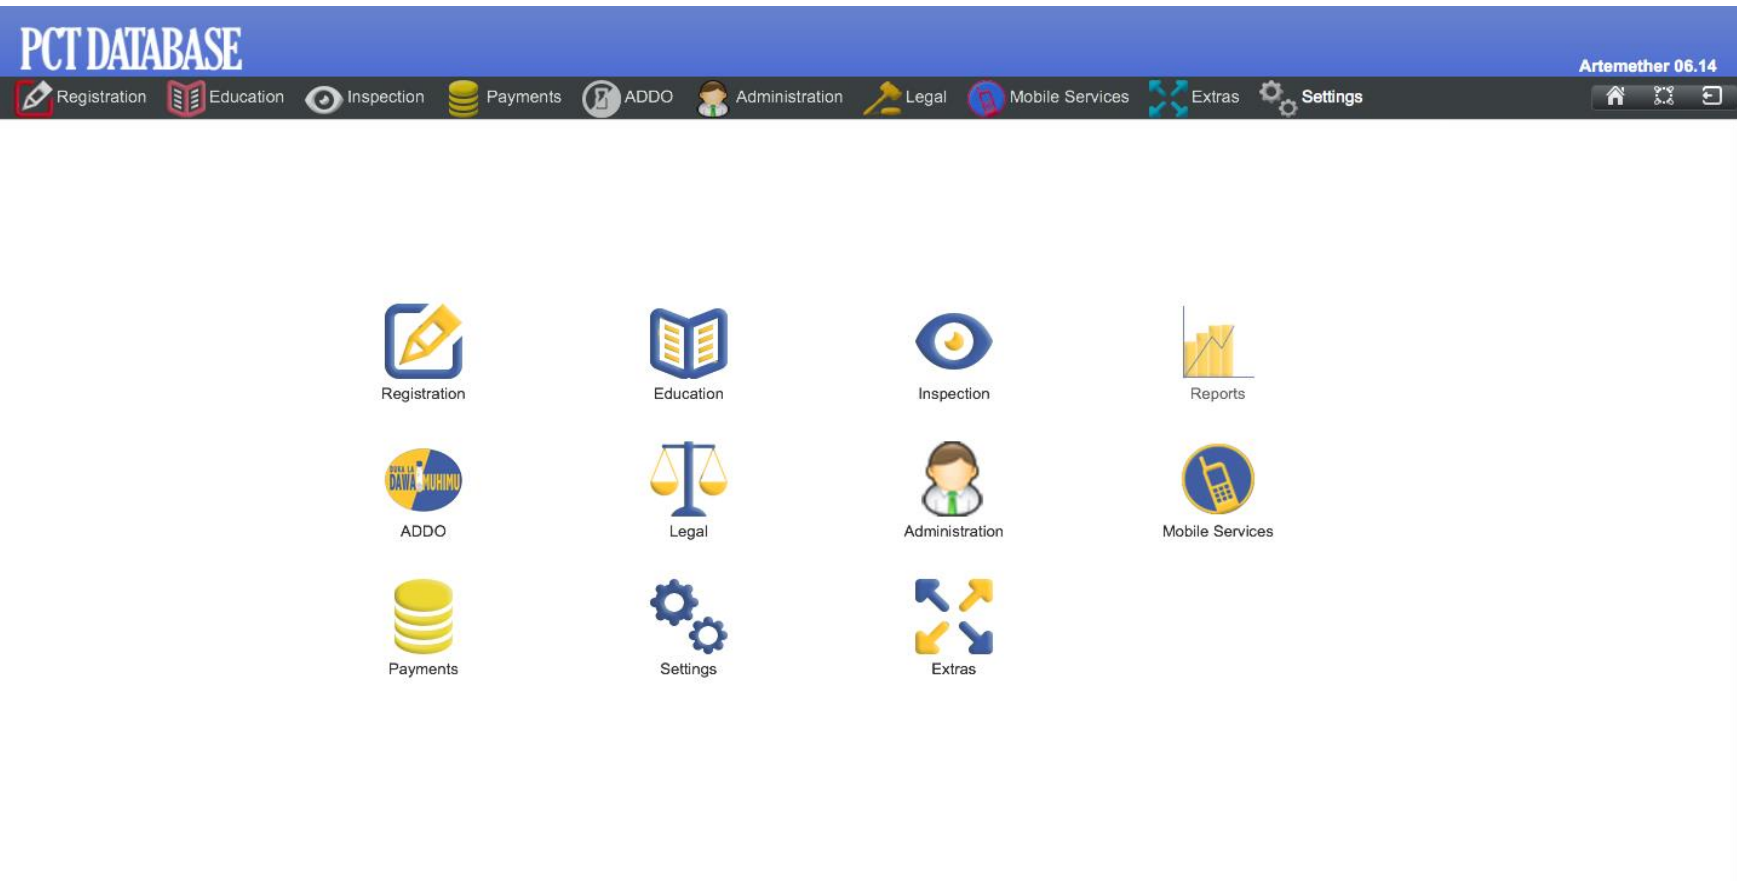 PCT DATABASE
Artemether 06.14
Registration Education Inspection Payments ADDO Administration Legal Mobile Services Extras Settings
Registration Education Inspection Reports
DUKA LA
DAWA MUHIMU
ADDO Legal Administration Mobile Services
Payments Settings Extras